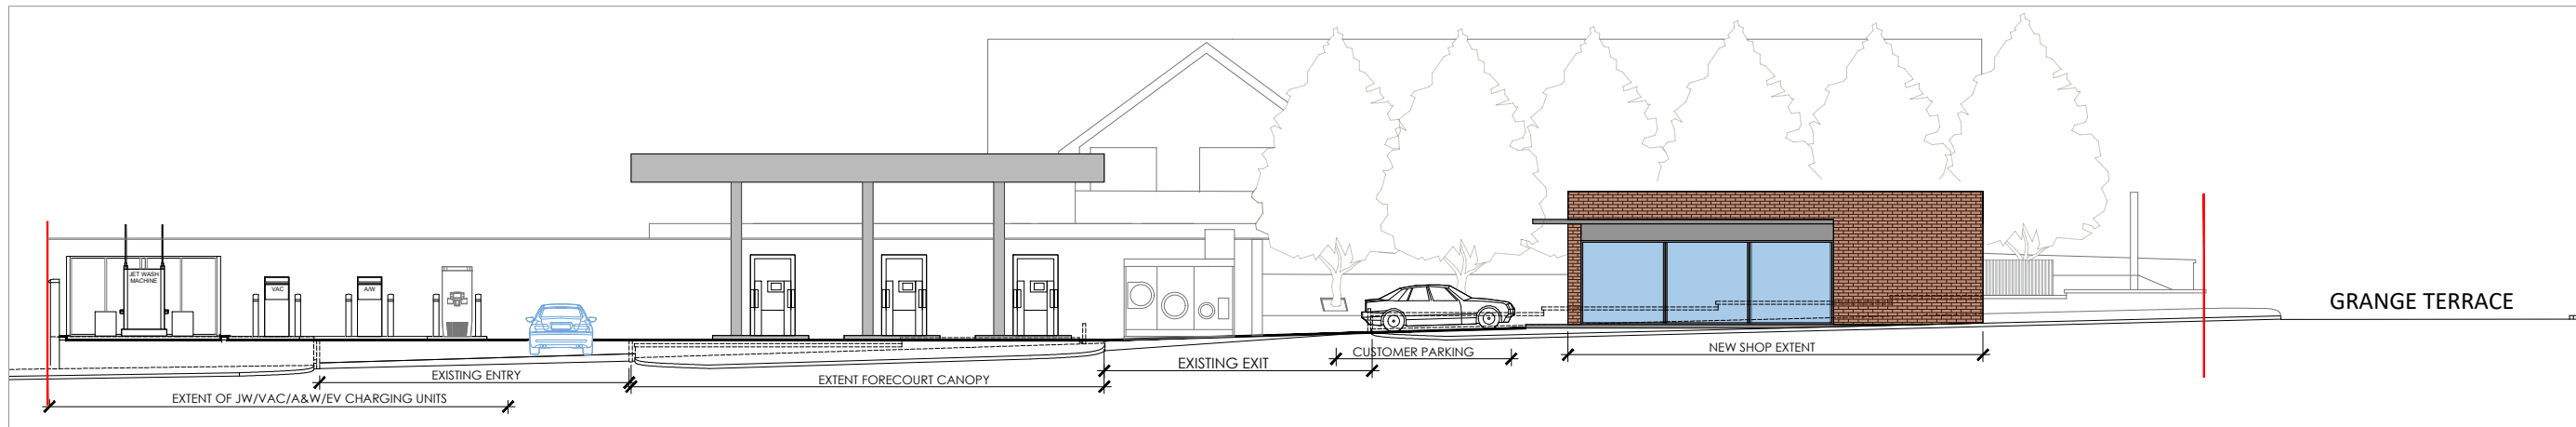 JET WASH
MACHINE
VAC
A/W
GRANGE TERRACE
NEW SHOP EXTENT
CUSTOMER PARKING
EXISTING EXIT
EXISTING ENTRY
EXTENT FORECOURT CANOPY
EXTENT OF JW/VAC/A&W/EV CHARGING UNITS